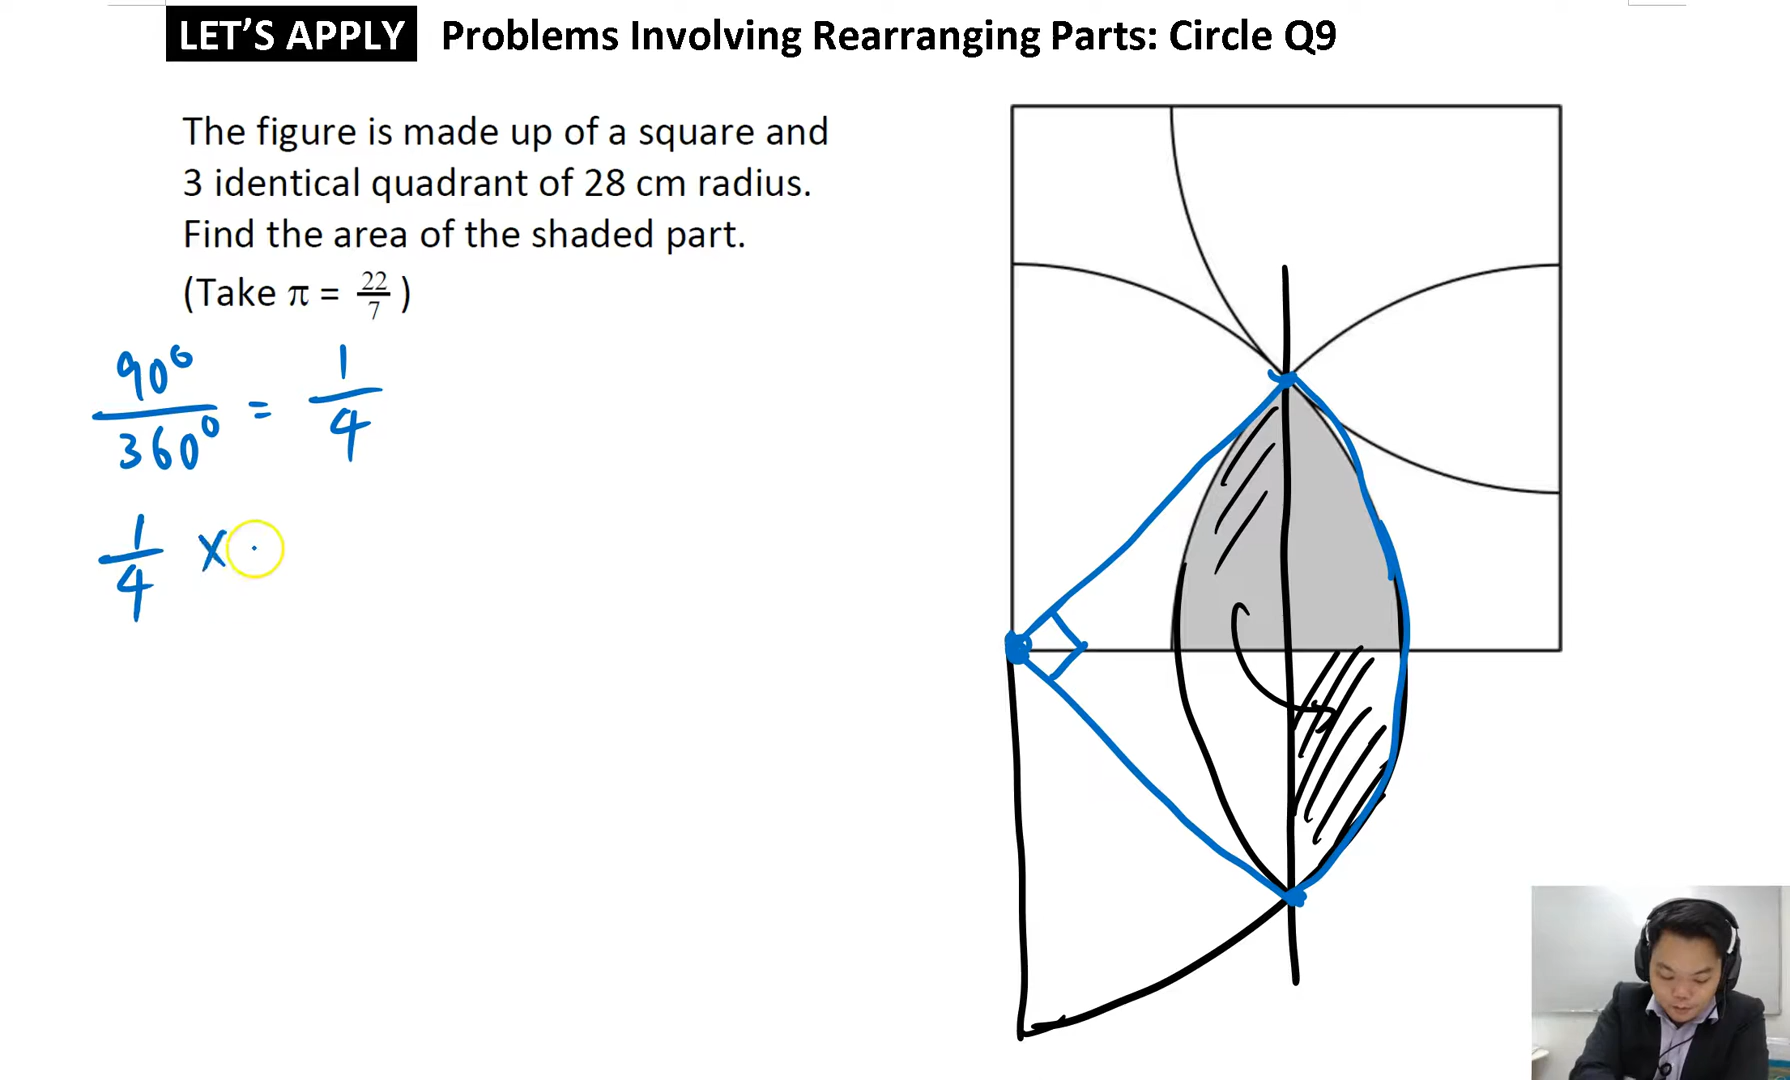 LET'S APPLY Problems Involving Rearranging Parts: Circle Q9
The figure is made up of a square and
3 identical quadrant of 28 cm radius.
Find the area of the shaded part.
(Take π = 22/7)
90°/360° = 1/4
1/4 ×